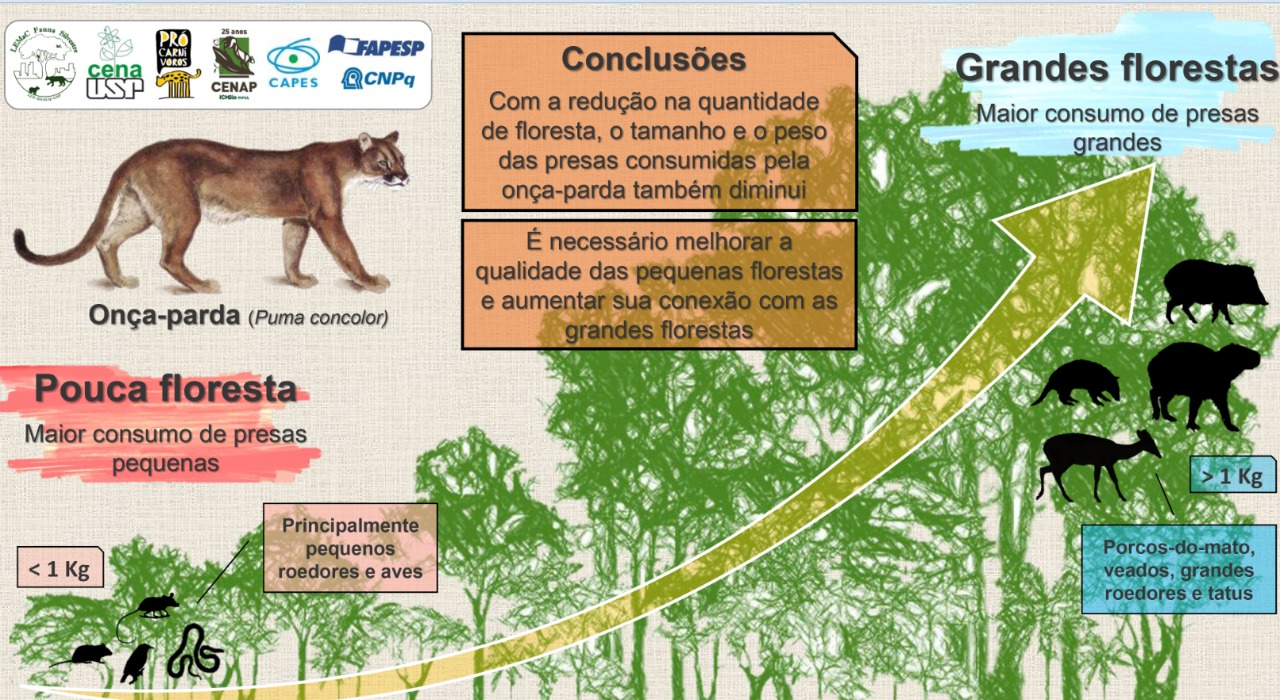 LEMaC Fauna Silvestre
cena
USP
PRÓ
CARNÍ
VOROS
25 anos
CENAP
ICMBio-MMA
CAPES
FAPESP
CNPq
Onça-parda (Puma concolor)
Conclusões
Com a redução na quantidade
de floresta, o tamanho e o peso
das presas consumidas pela
onça-parda também diminui
É necessário melhorar a
qualidade das pequenas florestas
e aumentar sua conexão com as
grandes florestas
Grandes florestas
Maior consumo de presas
grandes
Pouca floresta
Maior consumo de presas
pequenas
< 1 Kg
Principalmente
pequenos
roedores e aves
> 1 Kg
Porcos-do-mato,
veados, grandes
roedores e tatus